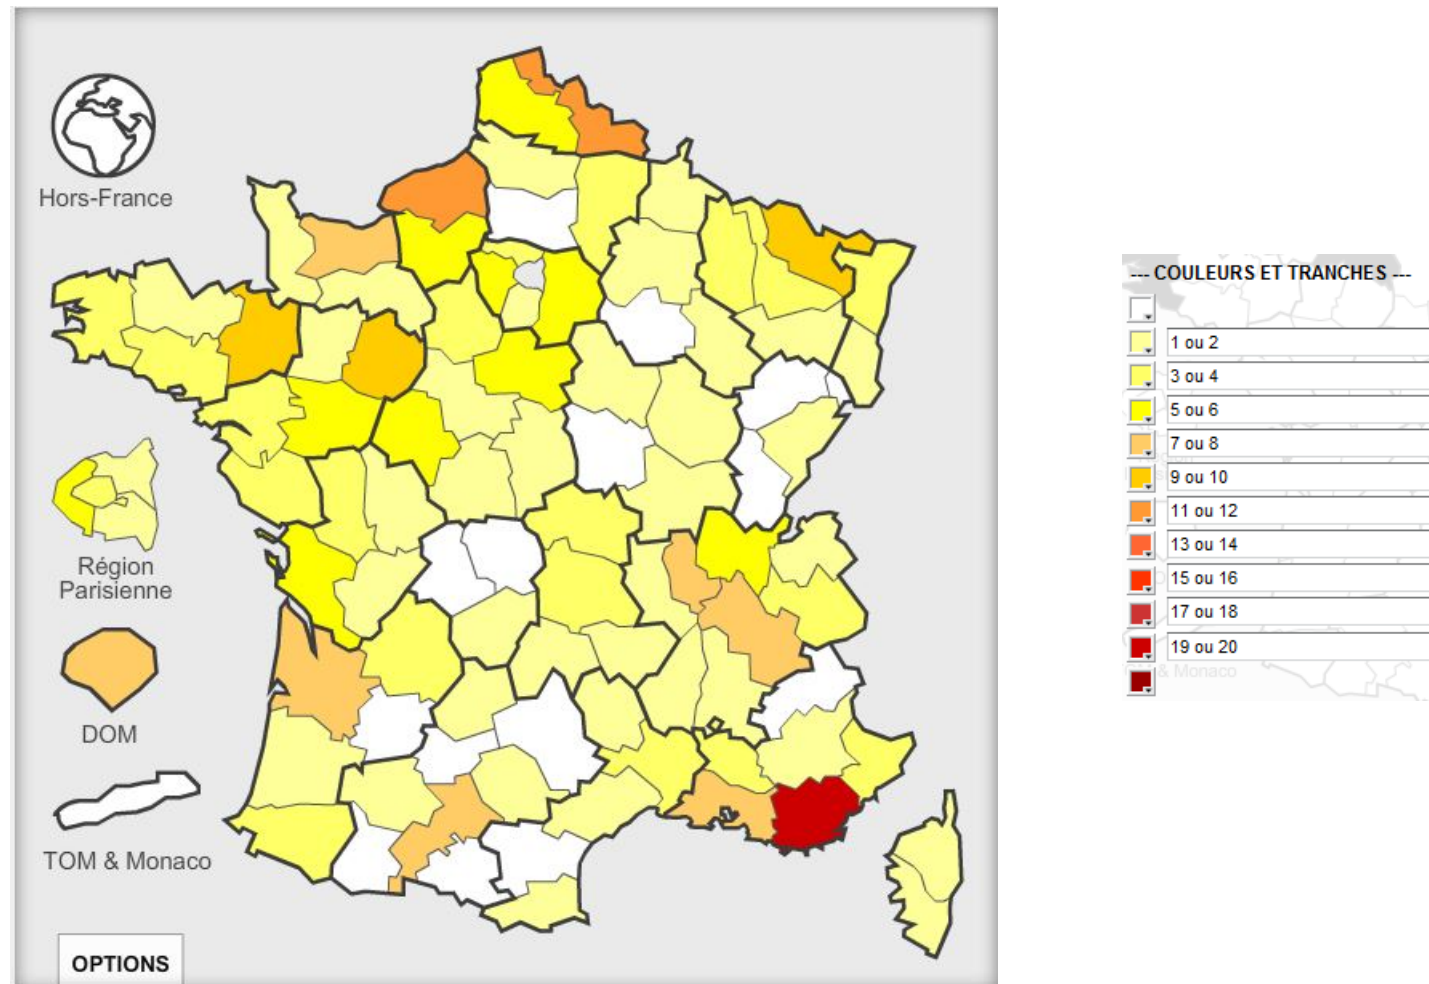 Hors-France
Région
Parisienne
DOM
TOM & Monaco
OPTIONS
--- COULEURS ET TRANCHES ---
1 ou 2
3 ou 4
5 ou 6
7 ou 8
9 ou 10
11 ou 12
13 ou 14
15 ou 16
17 ou 18
19 ou 20
& Monaco